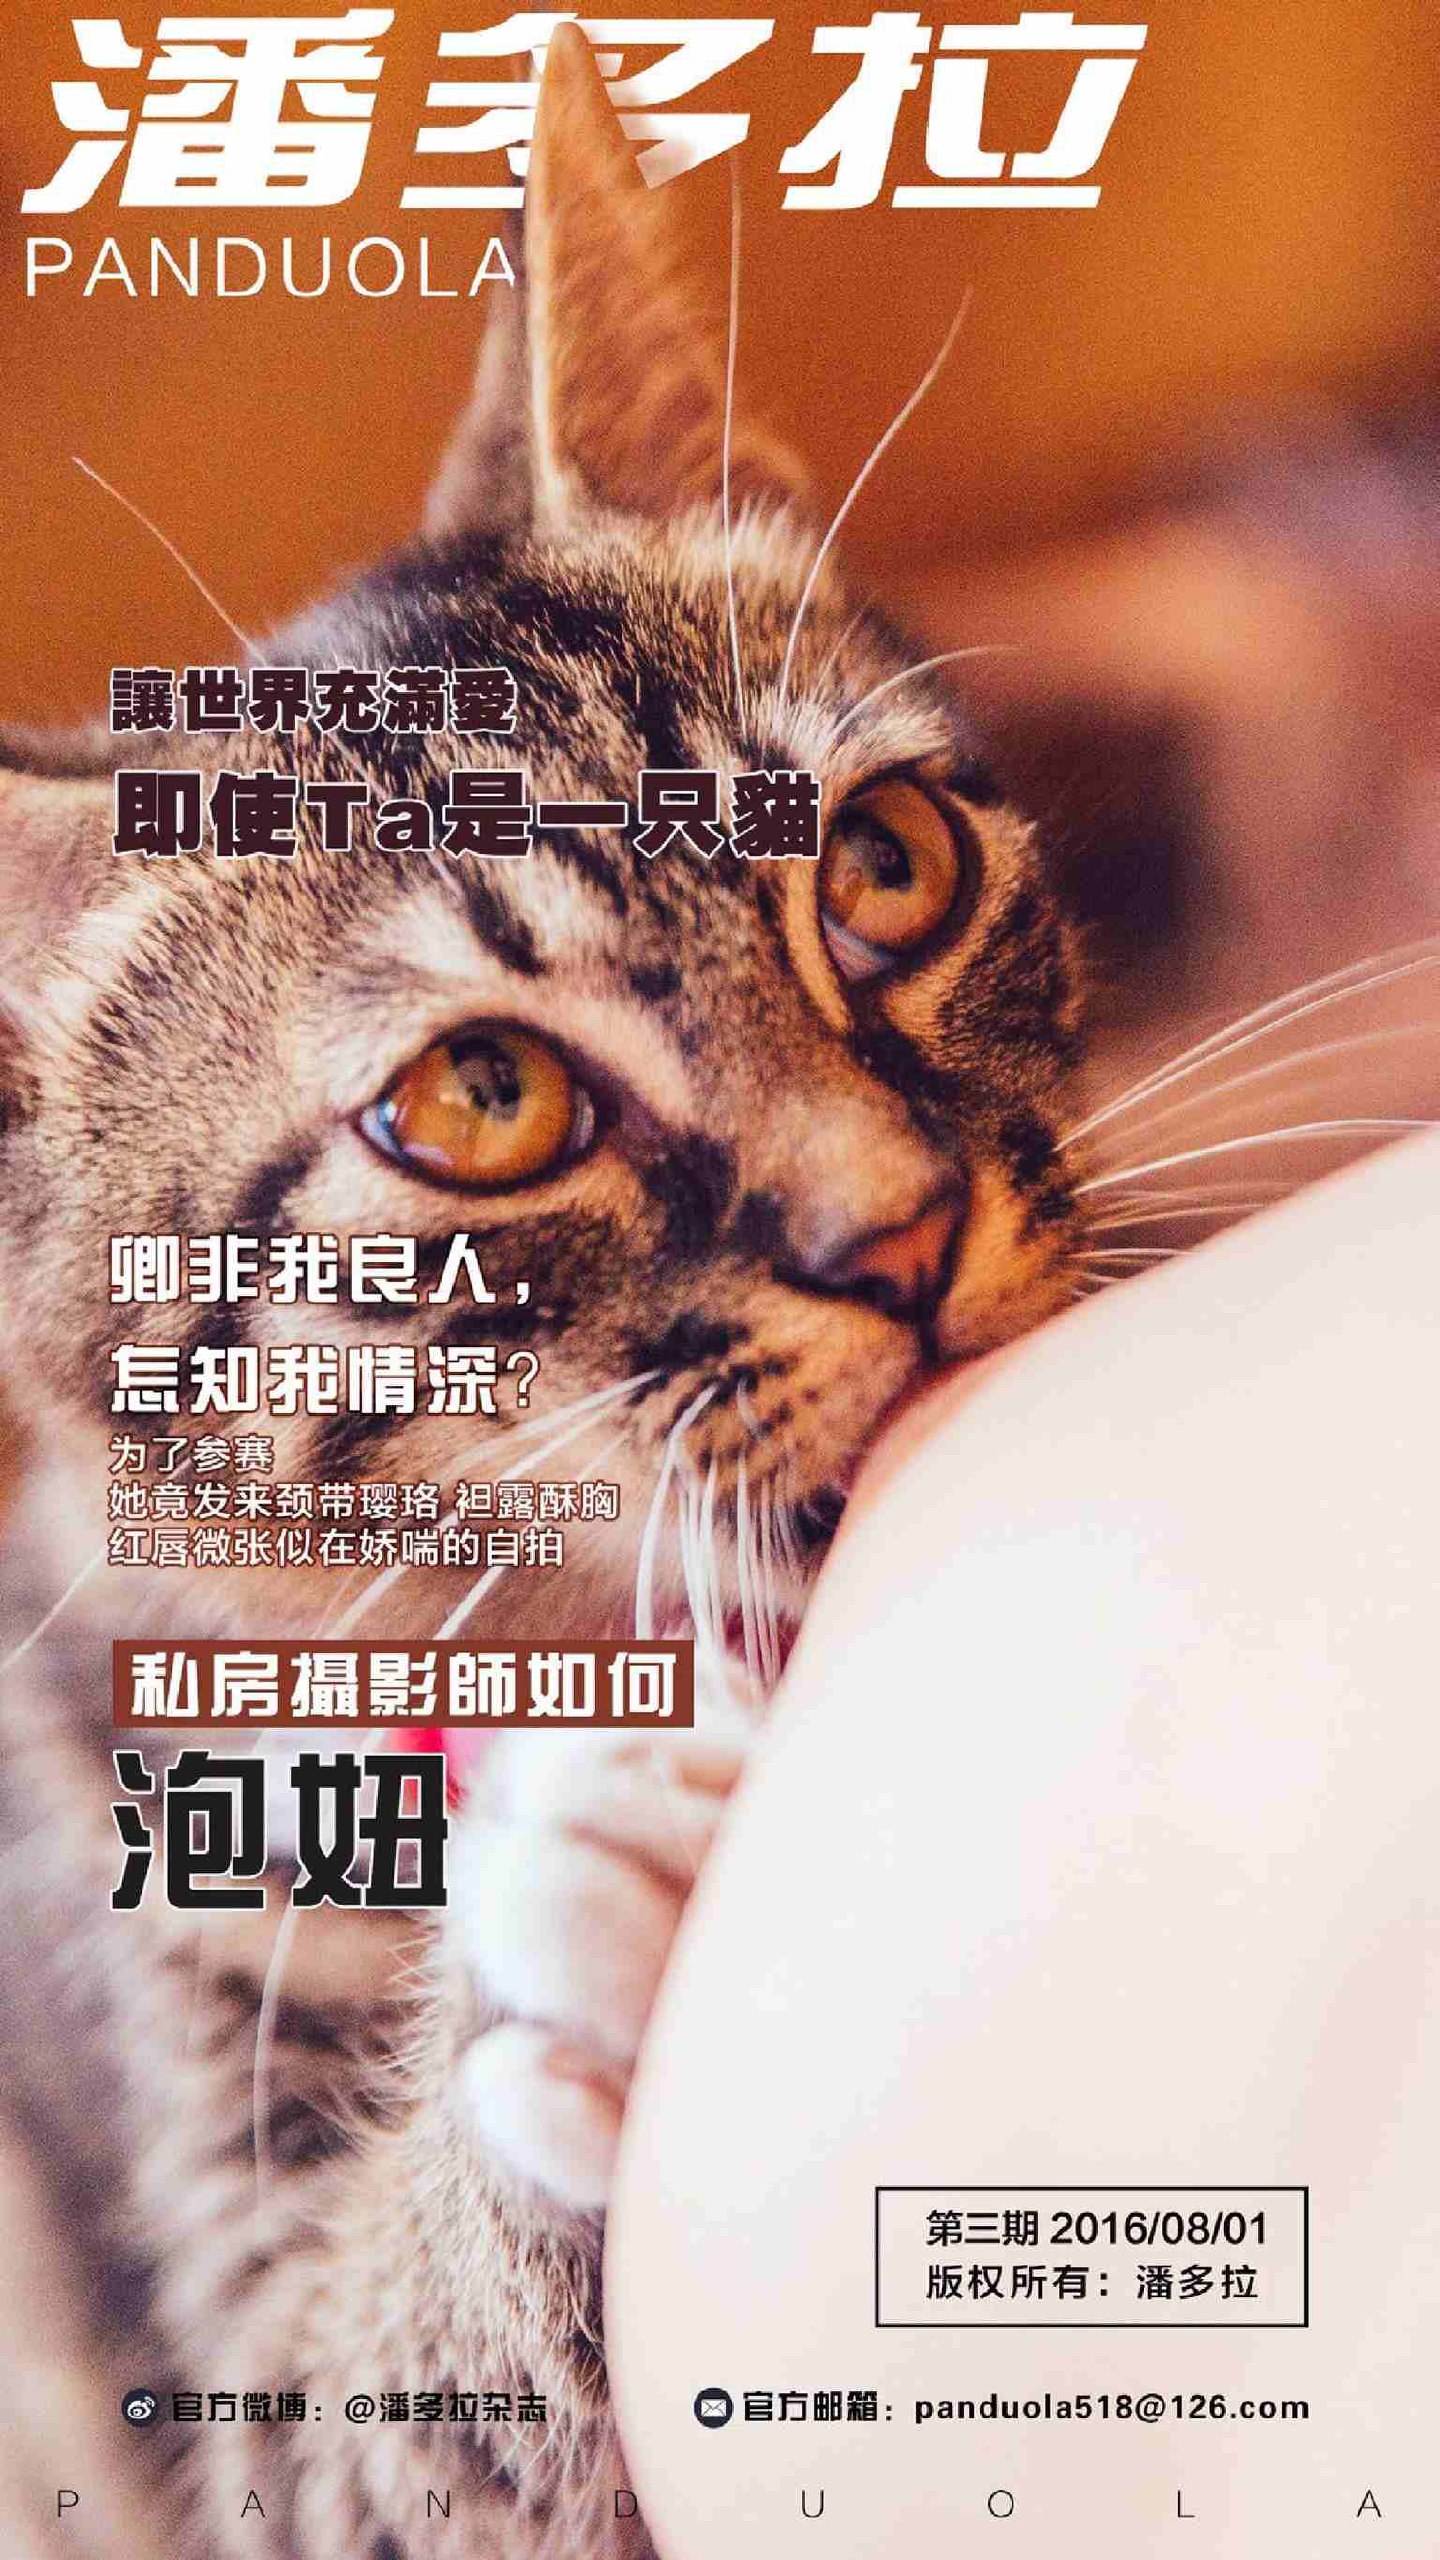 潘多拉
PANDUOLA
讓世界充滿愛
即使Ta是一只貓
卿非我良人，
怎知我情深?
为了参赛
她竟发来颈带璎珞 袒露酥胸
红唇微张似在娇喘的自拍
私房攝影師如何
泡妞
第三期 2016/08/01
版权所有：潘多拉
官方微博：@潘多拉杂志
官方邮箱：panduola518@126.com
P A N D U O L A